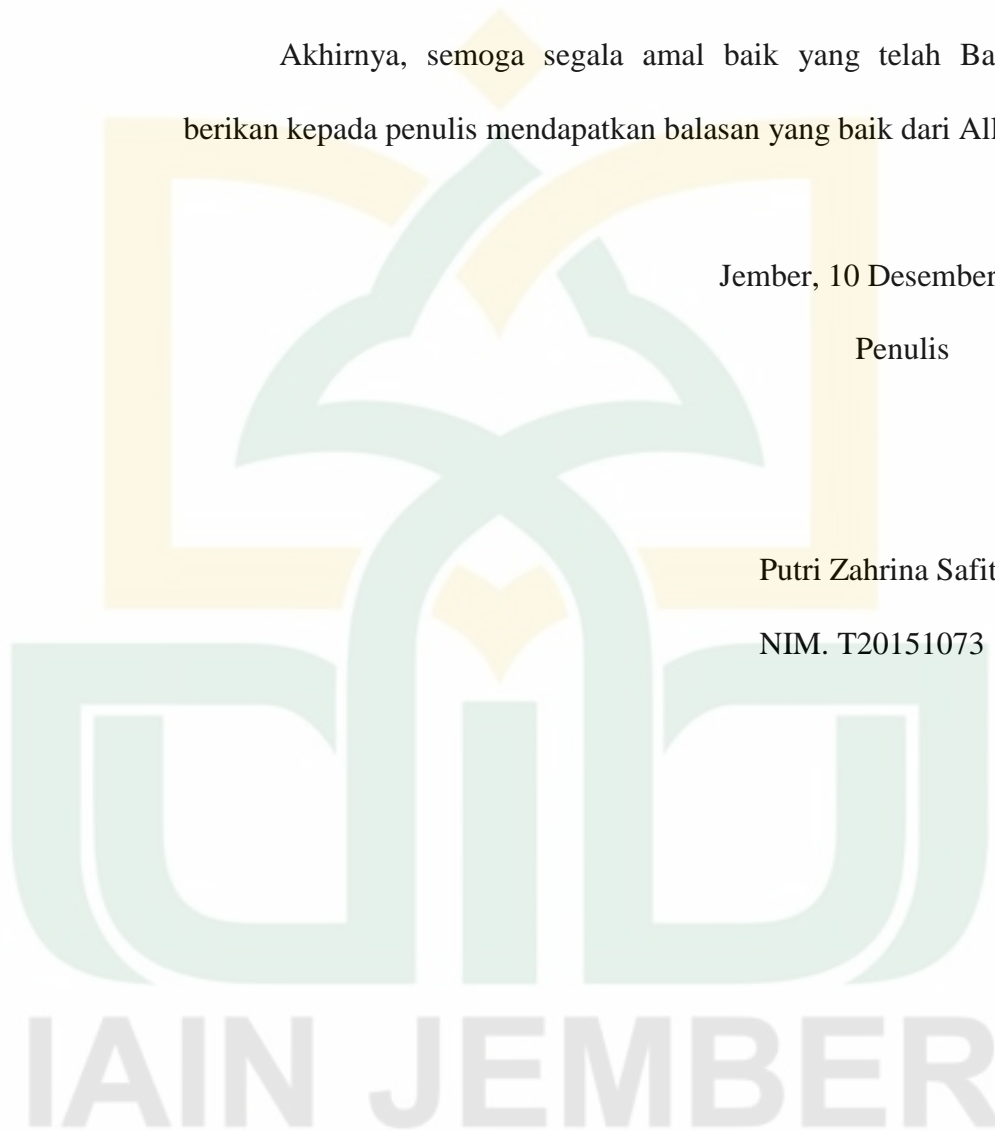 Akhirnya, semoga segala amal baik yang telah Ba
berikan kepada penulis mendapatkan balasan yang baik dari All
Jember, 10 Desember
Penulis
Putri Zahrina Safit
NIM. T20151073
IAIN JEMBER